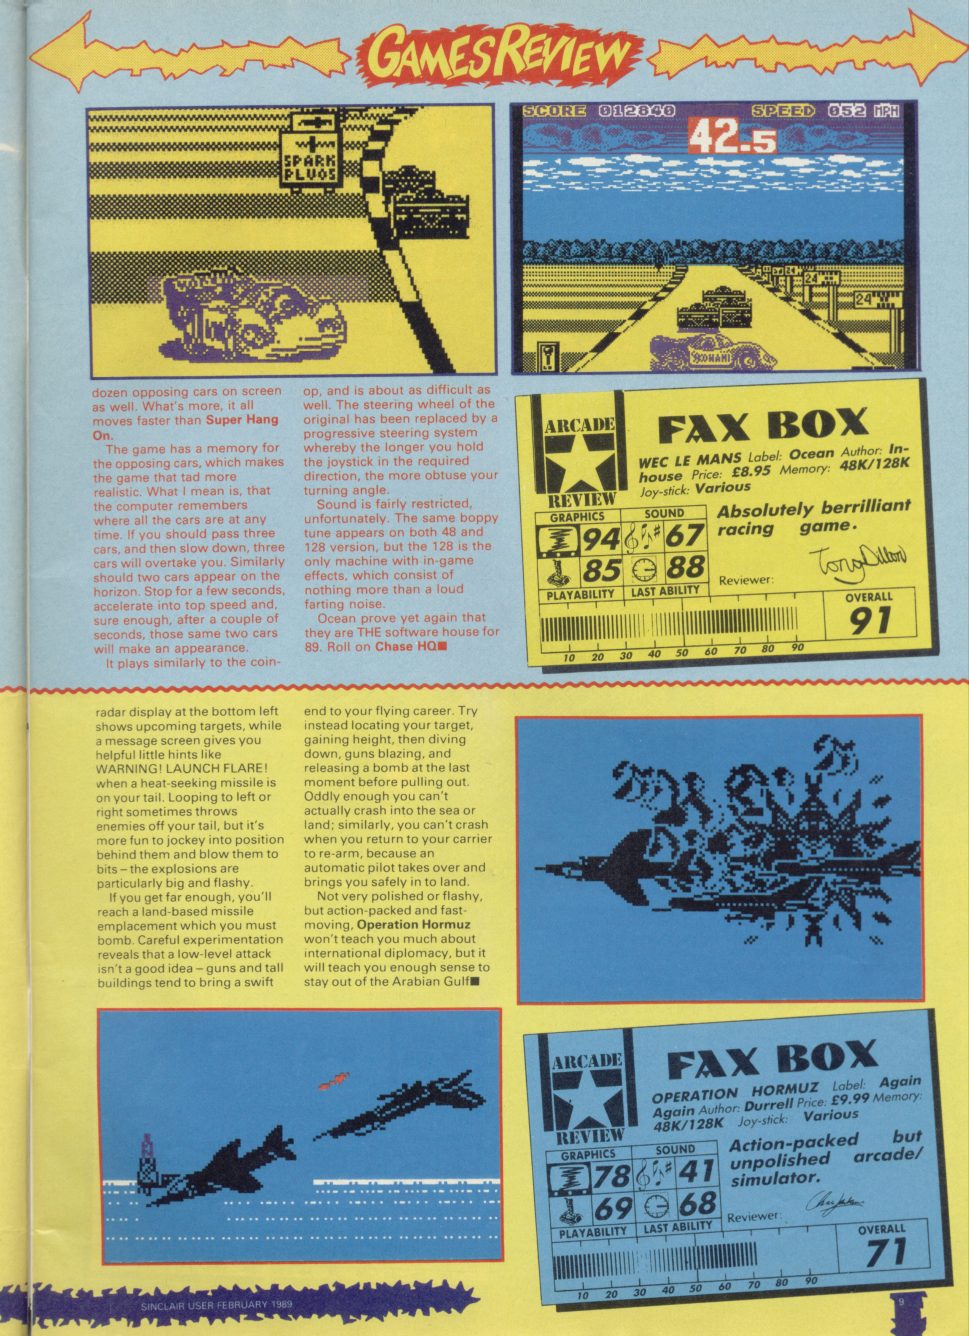 GAMES REVIEW
SPARK
PLUOS
SCORE 012840 SPEED 052 MPH
42.5
24
24
24
KONAMI
dozen opposing cars on screen
as well. What's more, it all
moves faster than Super Hang
On.
The game has a memory for
the opposing cars, which makes
the game that tad more
realistic. What I mean is, that
the computer remembers
where all the cars are at any
time. If you should pass three
cars, and then slow down, three
cars will overtake you. Similarly
should two cars appear on the
horizon. Stop for a few seconds,
accelerate into top speed and,
sure enough, after a couple of
seconds, those same two cars
will make an appearance.
It plays similarly to the coin-
op, and is about as difficult as
well. The steering wheel of the
original has been replaced by a
progressive steering system
whereby the longer you hold
the joystick in the required
direction, the more obtuse your
turning angle.
Sound is fairly restricted,
unfortunately. The same boppy
tune appears on both 48 and
128 version, but the 128 is the
only machine with in-game
effects, which consist of
nothing more than a loud
farting noise.
Ocean prove yet again that
they are THE software house for
89. Roll on Chase HQ■
ARCADE
REVIEW
FAX BOX
WEC LE MANS Label: Ocean Author: In-
house Price: £8.95 Memory: 48K/128K
Joy-stick: Various
GRAPHICS SOUND
94 67
85 88
PLAYABILITY LAST ABILITY
Absolutely berrilliant
racing game.
Reviewer: Tony Dillon
OVERALL
91
10 20 30 40 50 60 70 80 90
radar display at the bottom left
shows upcoming targets, while
a message screen gives you
helpful little hints like
WARNING! LAUNCH FLARE!
when a heat-seeking missile is
on your tail. Looping to left or
right sometimes throws
enemies off your tail, but it's
more fun to jockey into position
behind them and blow them to
bits – the explosions are
particularly big and flashy.
If you get far enough, you'll
reach a land-based missile
emplacement which you must
bomb. Careful experimentation
reveals that a low-level attack
isn't a good idea – guns and tall
buildings tend to bring a swift
end to your flying career. Try
instead locating your target,
gaining height, then diving
down, guns blazing, and
releasing a bomb at the last
moment before pulling out.
Oddly enough you can't
actually crash into the sea or
land; similarly, you can't crash
when you return to your carrier
to re-arm, because an
automatic pilot takes over and
brings you safely in to land.
Not very polished or flashy,
but action-packed and fast-
moving, Operation Hormuz
won't teach you much about
international diplomacy, but it
will teach you enough sense to
stay out of the Arabian Gulf■
ARCADE
REVIEW
FAX BOX
OPERATION HORMUZ Label: Again
Again Author: Durrell Price: £9.99 Memory:
48K/128K Joy-stick: Various
GRAPHICS SOUND
78 41
69 68
PLAYABILITY LAST ABILITY
Action-packed but
unpolished arcade/
simulator.
Reviewer:
OVERALL
71
10 20 30 40 50 60 70 80 90
SINCLAIR USER FEBRUARY 1989
9